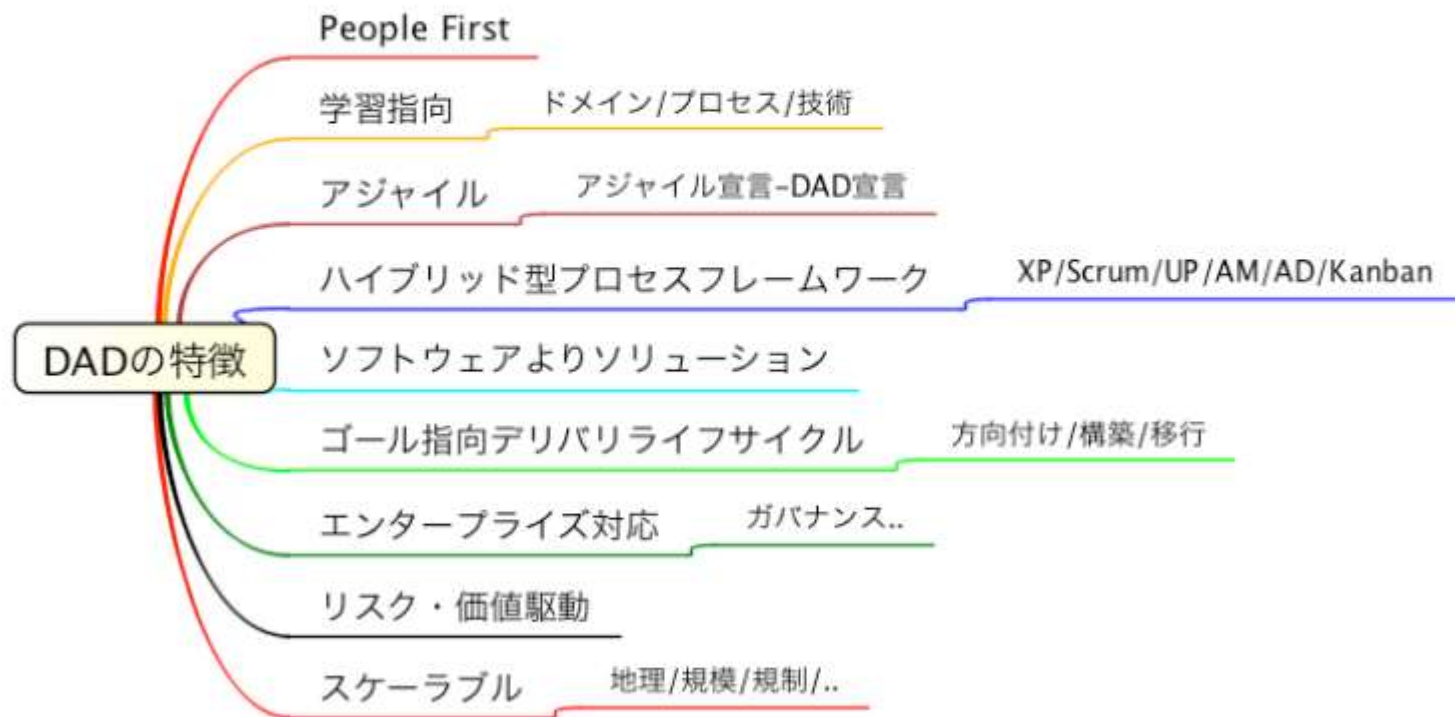 People First
学習指向
ドメイン/プロセス/技術
アジャイル
アジャイル宣言-DAD宣言
ハイブリッド型プロセスフレームワーク
XP/Scrum/UP/AM/AD/Kanban
DADの特徴
ソフトウェアよりソリューション
ゴール指向デリバリライフサイクル
方向付け/構築/移行
エンタープライズ対応
ガバナンス..
リスク・価値駆動
スケーラブル
地理/規模/規制/..